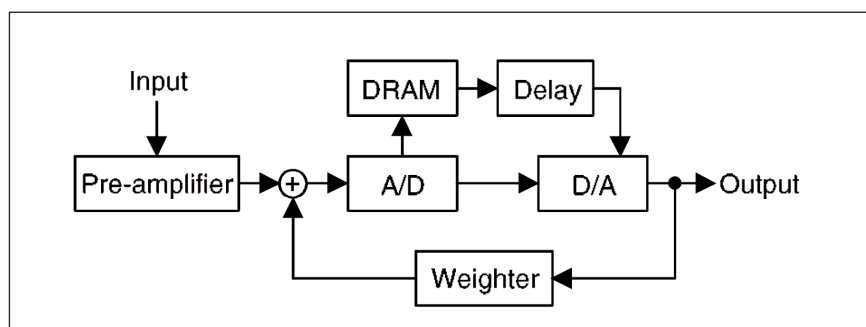 Input
DRAM
Delay
Pre-amplifier
+
A/D
D/A
Output
Weighter